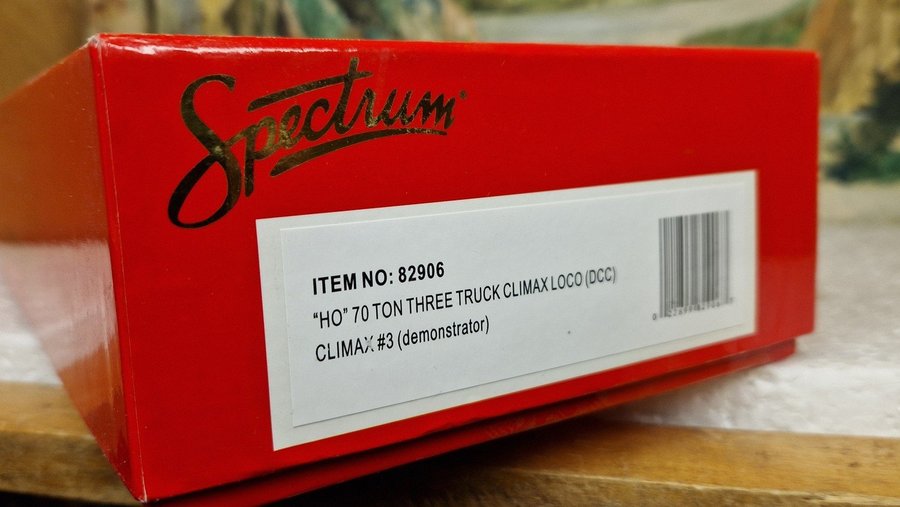 Spectrum®
ITEM NO: 82906
“HO” 70 TON THREE TRUCK CLIMAX LOCO (DCC)
CLIMAX #3 (demonstrator)